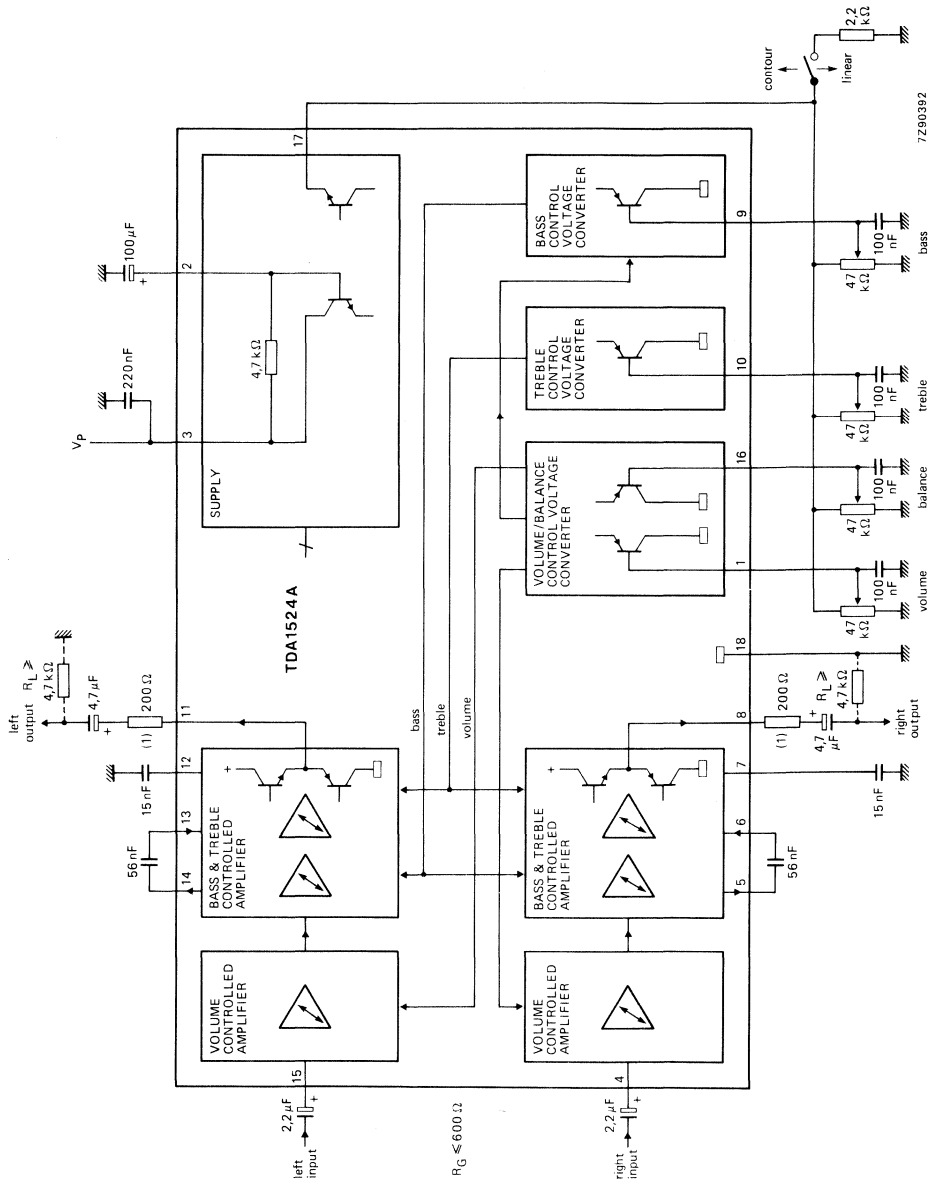 left
output
R_L ≥
4,7 kΩ
4,7 μF
+
200 Ω
(1)
11
12
15 nF
13
14
56 nF
BASS & TREBLE
CONTROLLED
AMPLIFIER
+
VOLUME
CONTROLLED
AMPLIFIER
15
2,2 μF
+
left
input
R_G ≤ 600 Ω
TDA1524A
V_P
220 nF
100 μF
+
3
2
17
SUPPLY
4,7 kΩ
bass
treble
volume
VOLUME/BALANCE
CONTROL VOLTAGE
CONVERTER
TREBLE
CONTROL
VOLTAGE
CONVERTER
BASS
CONTROL
VOLTAGE
CONVERTER
right
input
2,2 μF
+
4
VOLUME
CONTROLLED
AMPLIFIER
BASS & TREBLE
CONTROLLED
AMPLIFIER
+
5
6
56 nF
7
15 nF
8
(1)
200 Ω
4,7
μF
+
R_L ≥
4,7 kΩ
right
output
18
1
16
10
9
47
kΩ
100
nF
volume
47
kΩ
100
nF
balance
47
kΩ
100
nF
treble
47
kΩ
100
nF
bass
contour
linear
2,2
kΩ
7Z90392